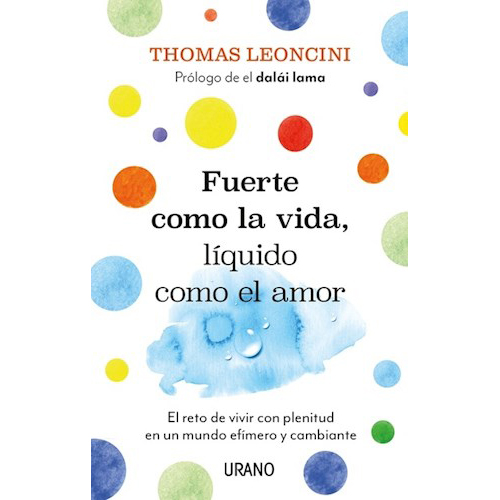 THOMAS LEONCINI
Prólogo de el dalái lama
Fuerte
como la vida,
líquido
como el amor
El reto de vivir con plenitud
en un mundo efímero y cambiante
URANO